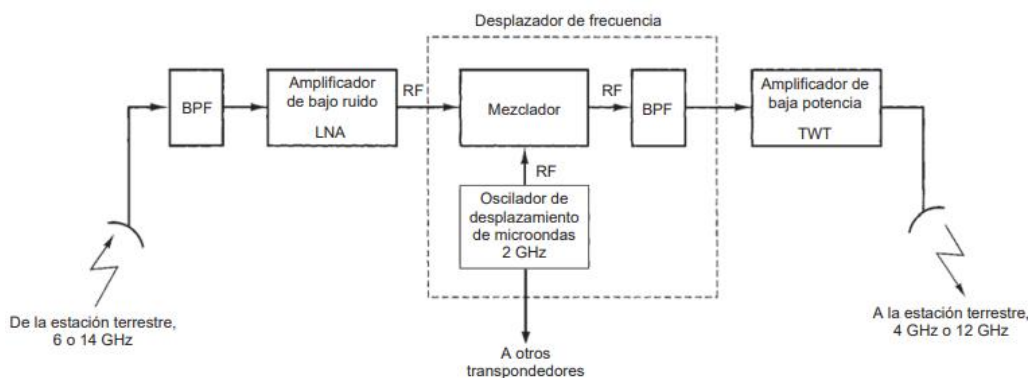 Desplazador de frecuencia
BPF
Amplificador
de bajo ruido
LNA
RF
Mezclador
RF
BPF
Amplificador de
baja potencia
TWT
RF
Oscilador de
desplazamiento
de microondas
2 GHz
De la estación terrestre,
6 o 14 GHz
A la estación terrestre,
4 GHz o 12 GHz
A otros
transpondedores